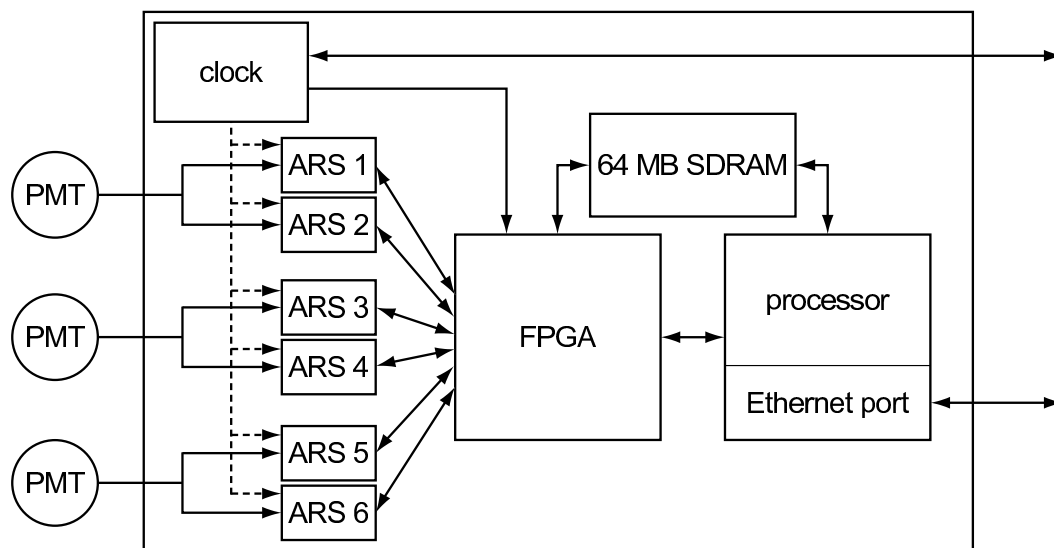 clock
PMT
ARS 1
ARS 2
64 MB SDRAM
PMT
ARS 3
ARS 4
FPGA
processor
Ethernet port
PMT
ARS 5
ARS 6